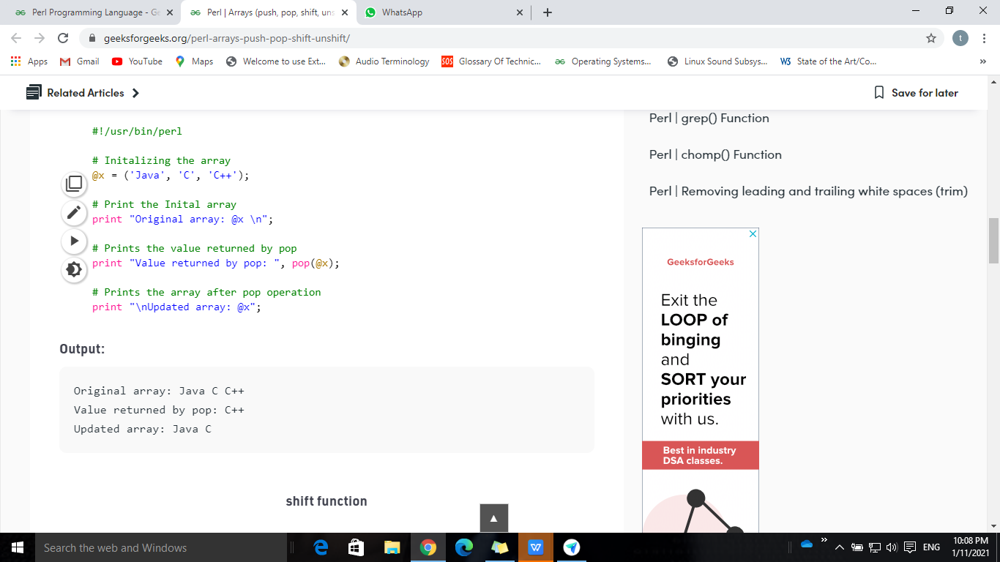 Perl Programming Language - Ge
Perl | Arrays (push, pop, shift, uns
WhatsApp
geeksforgeeks.org/perl-arrays-push-pop-shift-unshift/
t
Apps
Gmail
YouTube
Maps
Welcome to use Ext...
Audio Terminology
SOS Glossary Of Technic...
Operating Systems...
Linux Sound Subsys...
W3 State of the Art/Co...
»
Related Articles
Save for later
#!/usr/bin/perl
# Initalizing the array
@x = ('Java', 'C', 'C++');
# Print the Inital array
print "Original array: @x \n";
# Prints the value returned by pop
print "Value returned by pop: ", pop(@x);
# Prints the array after pop operation
print "\nUpdated array: @x";
Output:
Original array: Java C C++
Value returned by pop: C++
Updated array: Java C
shift function
Perl | grep() Function
Perl | chomp() Function
Perl | Removing leading and trailing white spaces (trim)
GeeksforGeeks
Exit the
LOOP of
binging
and
SORT your
priorities
with us.
Best in industry
DSA classes.
Search the web and Windows
ENG
10:08 PM
1/11/2021